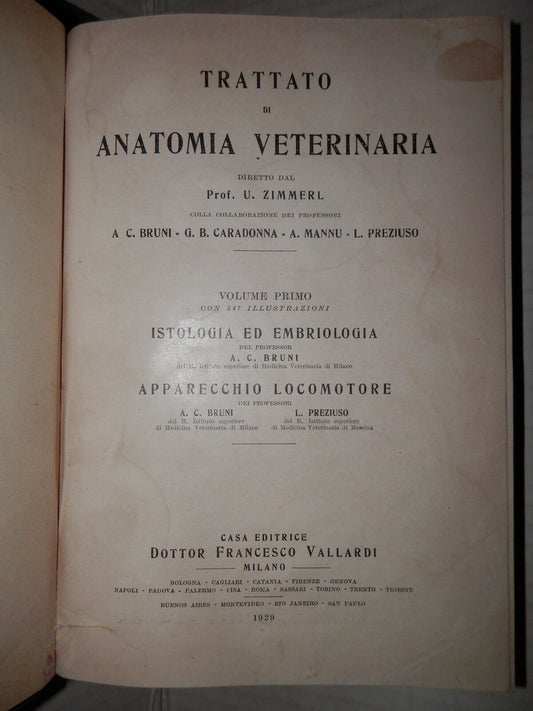 TRATTATO
DI
ANATOMIA VETERINARIA
DIRETTO DAL
Prof. U. ZIMMERL
COLLA COLLABORAZIONE DEI PROFESSORI
A C. BRUNI - G. B. CARADONNA - A. MANNU - L. PREZIUSO
VOLUME PRIMO
CON 547 ILLUSTRAZIONI
ISTOLOGIA ED EMBRIOLOGIA
DEL PROFESSOR
A. C. BRUNI
del R. Istituto superiore di Medicina Veterinaria di Milano
APPARECCHIO LOCOMOTORE
DEI PROFESSORI
A. C. BRUNI L. PREZIUSO
del R. Istituto superiore del R. Istituto superiore
di Medicina Veterinaria di Milano di Medicina Veterinaria di Messina
CASA EDITRICE
DOTTOR FRANCESCO VALLARDI
MILANO
BOLOGNA - CAGLIARI - CATANIA - FIRENZE - GENOVA
NAPOLI - PADOVA - PALERMO - PISA - ROMA - SASSARI - TORINO - TRENTO - TRIESTE
BUENOS AIRES - MONTEVIDEO - RIO JANEIRO - SAN PAULO
1929